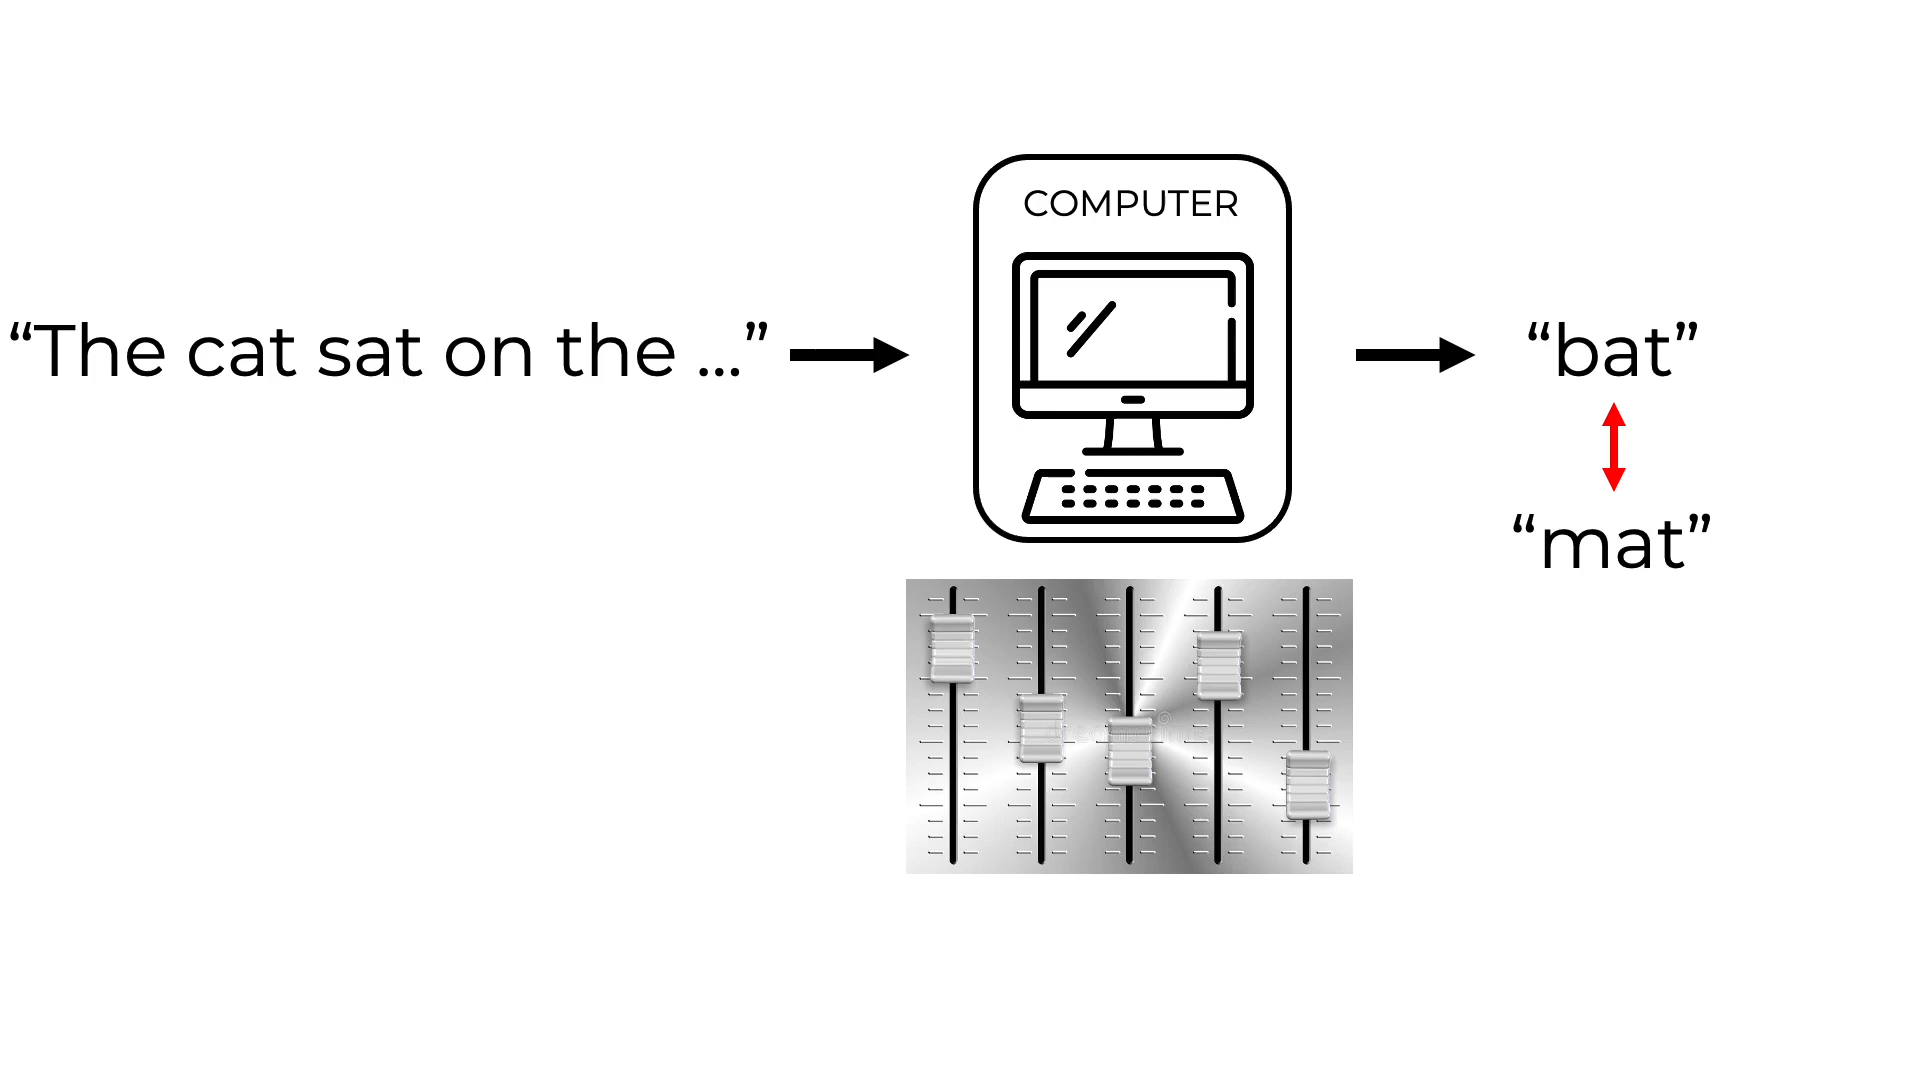 COMPUTER
“The cat sat on the ...”
“bat”
“mat”